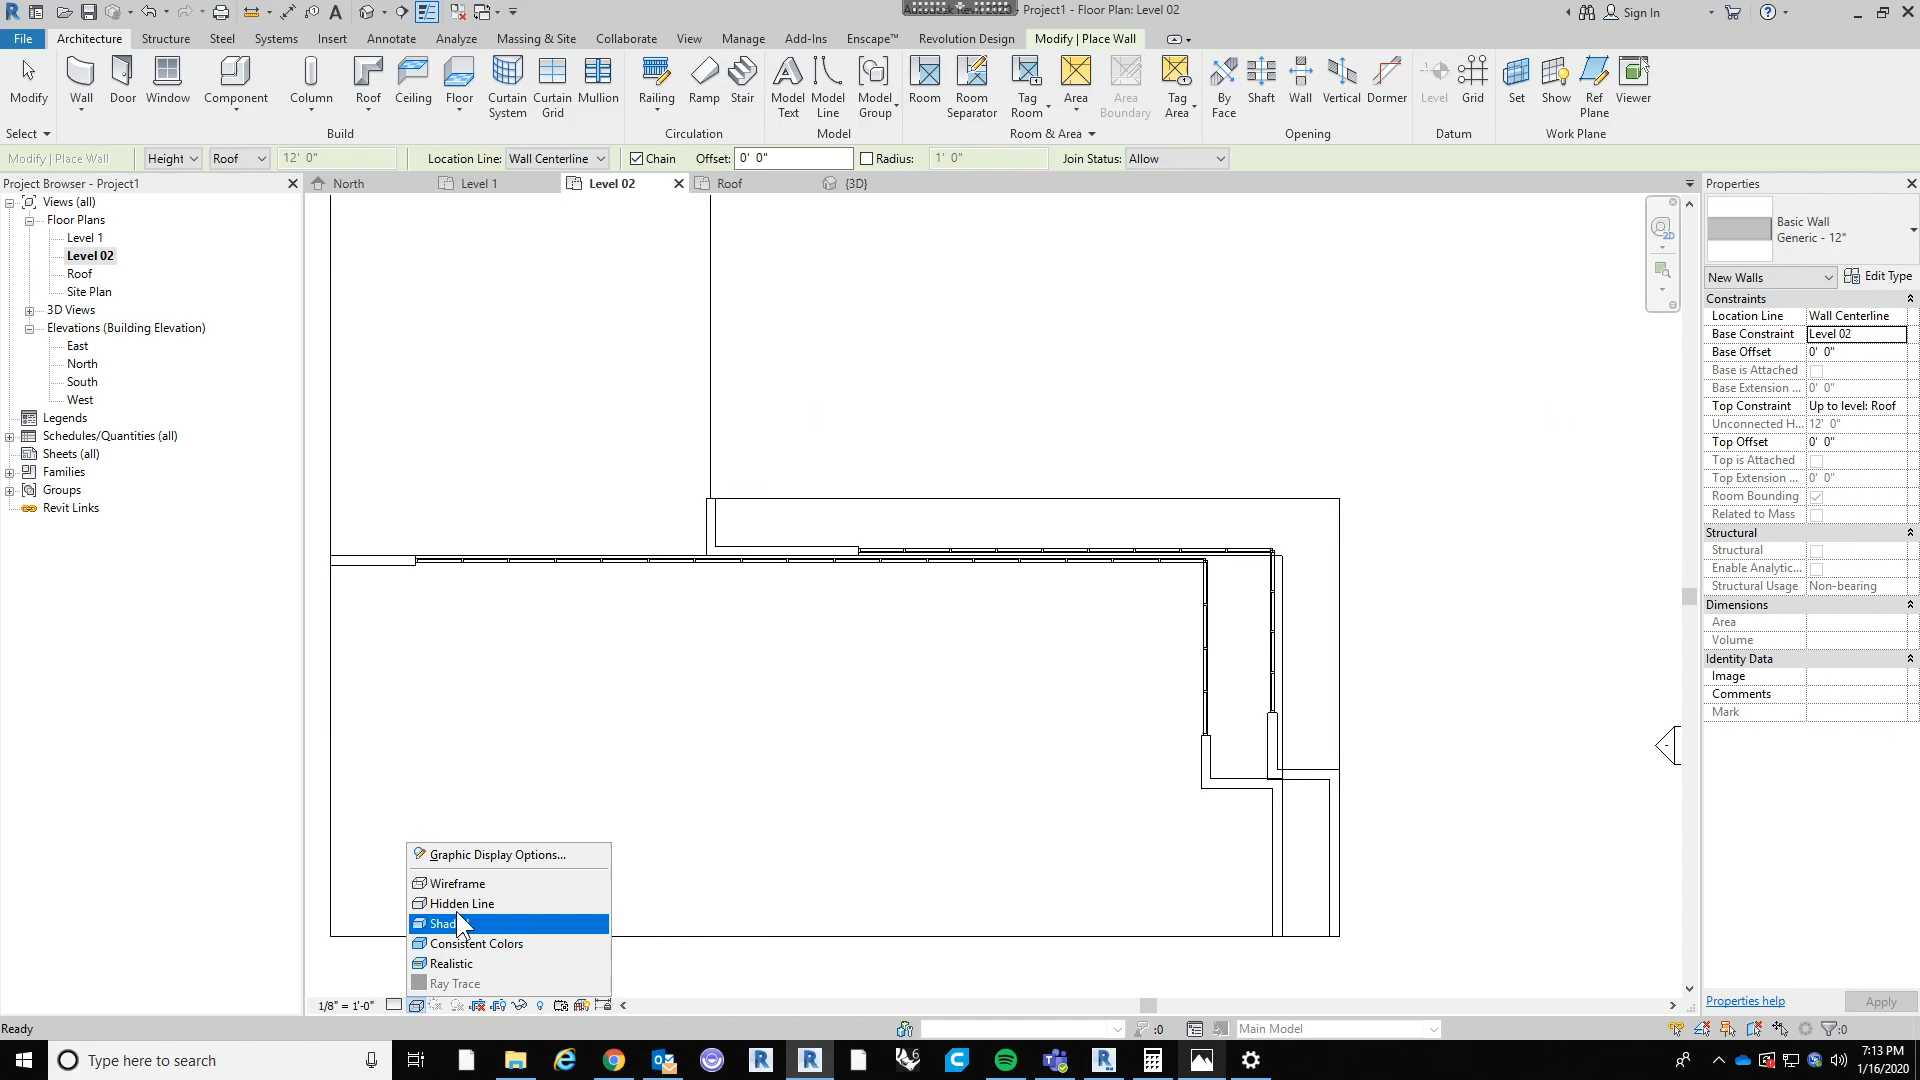 - Project1 - Floor Plan: Level 02
Sign In
File Architecture Structure Steel Systems Insert Annotate Analyze Massing & Site Collaborate View Manage Add-Ins Enscape™ Revolution Design Modify | Place Wall
Modify Wall Door Window Component Column Roof Ceiling Floor Curtain System Curtain Grid Mullion Railing Ramp Stair Model Text Model Line Model Group Room Room Separator Tag Room Area Area Boundary Tag Area By Face Shaft Wall Vertical Dormer Level Grid Set Show Ref Plane Viewer
Select Build Circulation Model Room & Area Opening Datum Work Plane
Modify | Place Wall Height Roof 12' 0" Location Line: Wall Centerline Chain Offset: 0' 0" Radius: 1' 0" Join Status: Allow
Project Browser - Project1
North Level 1 Level 02 Roof {3D}
Properties
Views (all)
Floor Plans
Level 1
Level 02
Roof
Site Plan
3D Views
Elevations (Building Elevation)
East
North
South
West
Legends
Schedules/Quantities (all)
Sheets (all)
Families
Groups
Revit Links
2D
Basic Wall
Generic - 12"
New Walls Edit Type
Constraints
Location Line Wall Centerline
Base Constraint Level 02
Base Offset 0' 0"
Base is Attached
Base Extension ... 0' 0"
Top Constraint Up to level: Roof
Unconnected H... 12' 0"
Top Offset 0' 0"
Top is Attached
Top Extension ... 0' 0"
Room Bounding
Related to Mass
Structural
Structural
Enable Analytic...
Structural Usage Non-bearing
Dimensions
Area
Volume
Identity Data
Image
Comments
Mark
Properties help Apply
Graphic Display Options...
Wireframe
Hidden Line
Consistent Colors
Realistic
Ray Trace
1/8" = 1'-0"
Ready
:0 Main Model :0
Type here to search
7:13 PM
1/16/2020